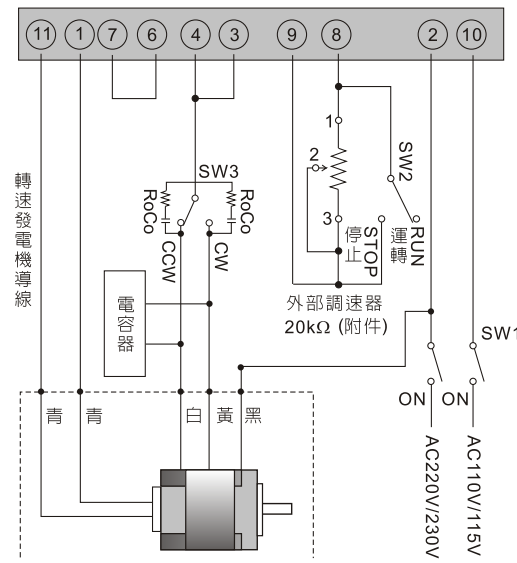 11 1 7 6 4 3 9 8 2 10
轉速發電機導線
RoCo
SW3
RoCo
CCW
CW
電容器
1
2
3
SW2
停止
STOP
運轉
RUN
外部調速器
20kΩ (附件)
SW1
ON
ON
AC220V/230V
AC110V/115V
青
青
白
黃
黑